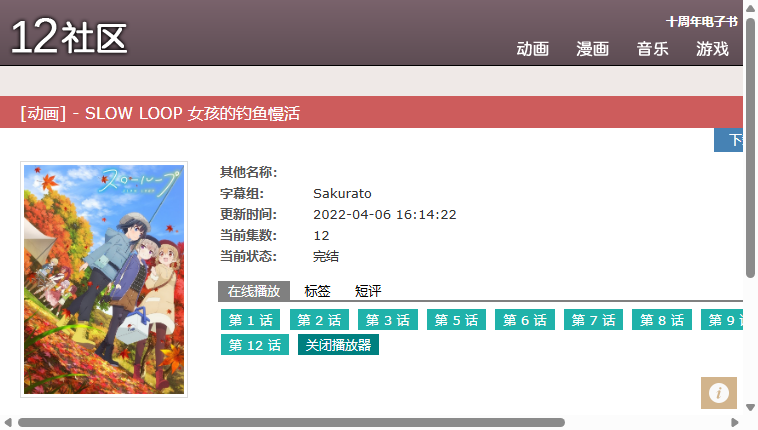 十周年电子书
12社区
动画 漫画 音乐 游戏
[动画] - SLOW LOOP 女孩的钓鱼慢活
スローループ
其他名称:
字幕组: Sakurato
更新时间: 2022-04-06 16:14:22
当前集数: 12
当前状态: 完结
在线播放 标签 短评
第 1 话 第 2 话 第 3 话 第 5 话 第 6 话 第 7 话 第 8 话 第 9
第 12 话 关闭播放器
i